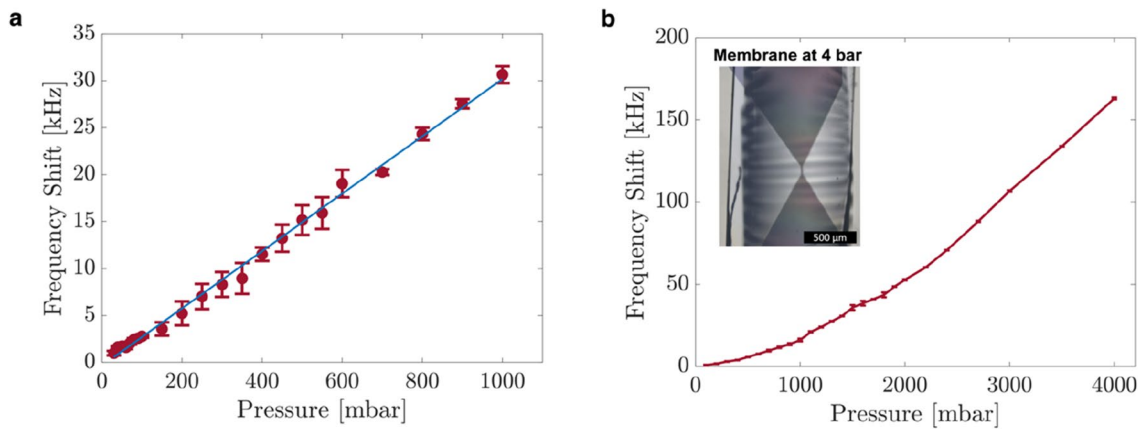 a
35
30
25
20
15
10
5
0
0 200 400 600 800 1000
Frequency Shift [kHz]
Pressure [mbar]
b
200
150
100
50
0
0 1000 2000 3000 4000
Frequency Shift [kHz]
Pressure [mbar]
Membrane at 4 bar
500 µm